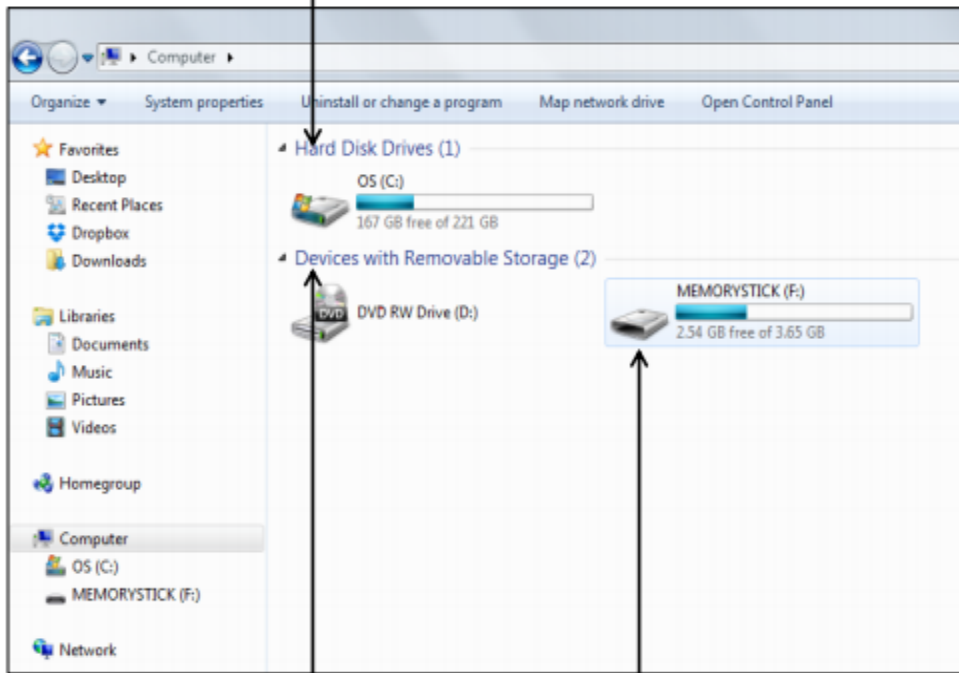 Computer
Organize
System properties
Uninstall or change a program
Map network drive
Open Control Panel
Favorites
Desktop
Recent Places
Dropbox
Downloads
Libraries
Documents
Music
Pictures
Videos
Homegroup
Computer
OS (C:)
MEMORYSTICK (F:)
Network
Hard Disk Drives (1)
OS (C:)
167 GB free of 221 GB
Devices with Removable Storage (2)
DVD
DVD RW Drive (D:)
MEMORYSTICK (F:)
2.54 GB free of 3.65 GB